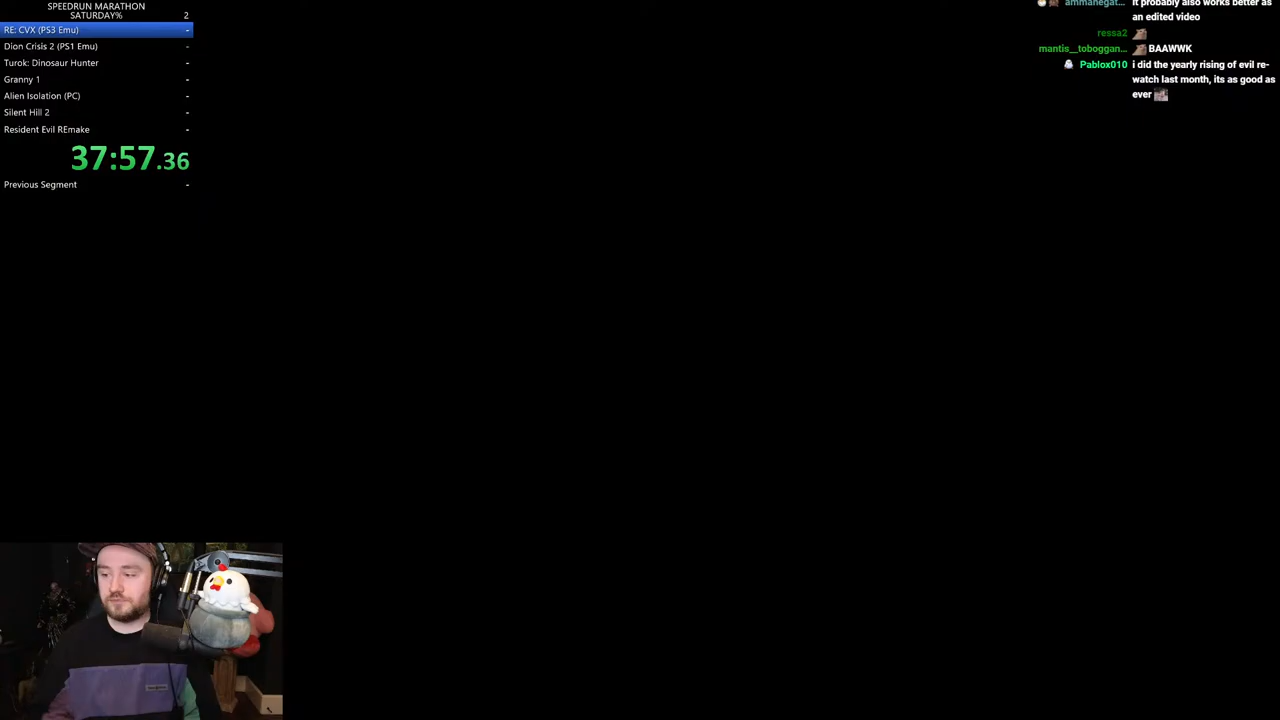 SPEEDRUN MARATHON
SATURDAY%
2
RE: CVX (PS3 Emu) -
Dion Crisis 2 (PS1 Emu) -
Turok: Dinosaur Hunter -
Granny 1 -
Alien Isolation (PC) -
Silent Hill 2 -
Resident Evil REmake -
37:57.36
Previous Segment -
ammanegat... it probably also works better as
an edited video
ressa2
mantis__toboggan... BAAWWK
Pablox010 i did the yearly rising of evil re-
watch last month, its as good as
ever